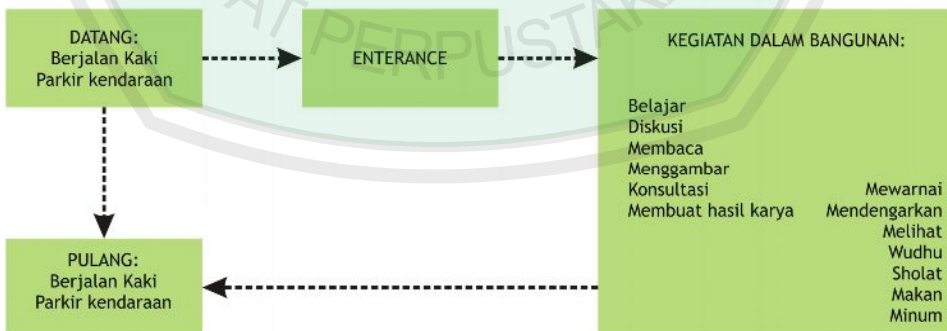 DATANG:
Berjalan Kaki
Parkir kendaraan
ENTERANCE
KEGIATAN DALAM BANGUNAN:
Belajar
Diskusi
Membaca
Menggambar
Konsultasi
Membuat hasil karya
Mewarnai
Mendengarkan
Melihat
Wudhu
Sholat
Makan
Minum
PULANG:
Berjalan Kaki
Parkir kendaraan